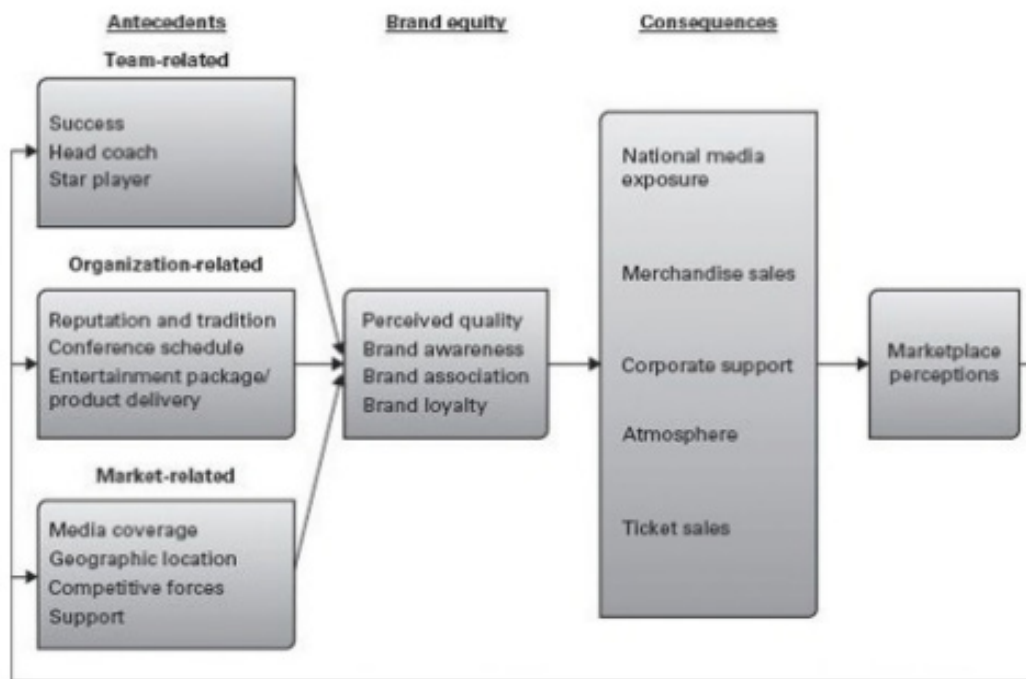 Antecedents
Brand equity
Consequences
Team-related
Success
Head coach
Star player
Organization-related
Reputation and tradition
Conference schedule
Entertainment package/
product delivery
Market-related
Media coverage
Geographic location
Competitive forces
Support
Perceived quality
Brand awareness
Brand association
Brand loyalty
National media
exposure
Merchandise sales
Corporate support
Atmosphere
Ticket sales
Marketplace
perceptions